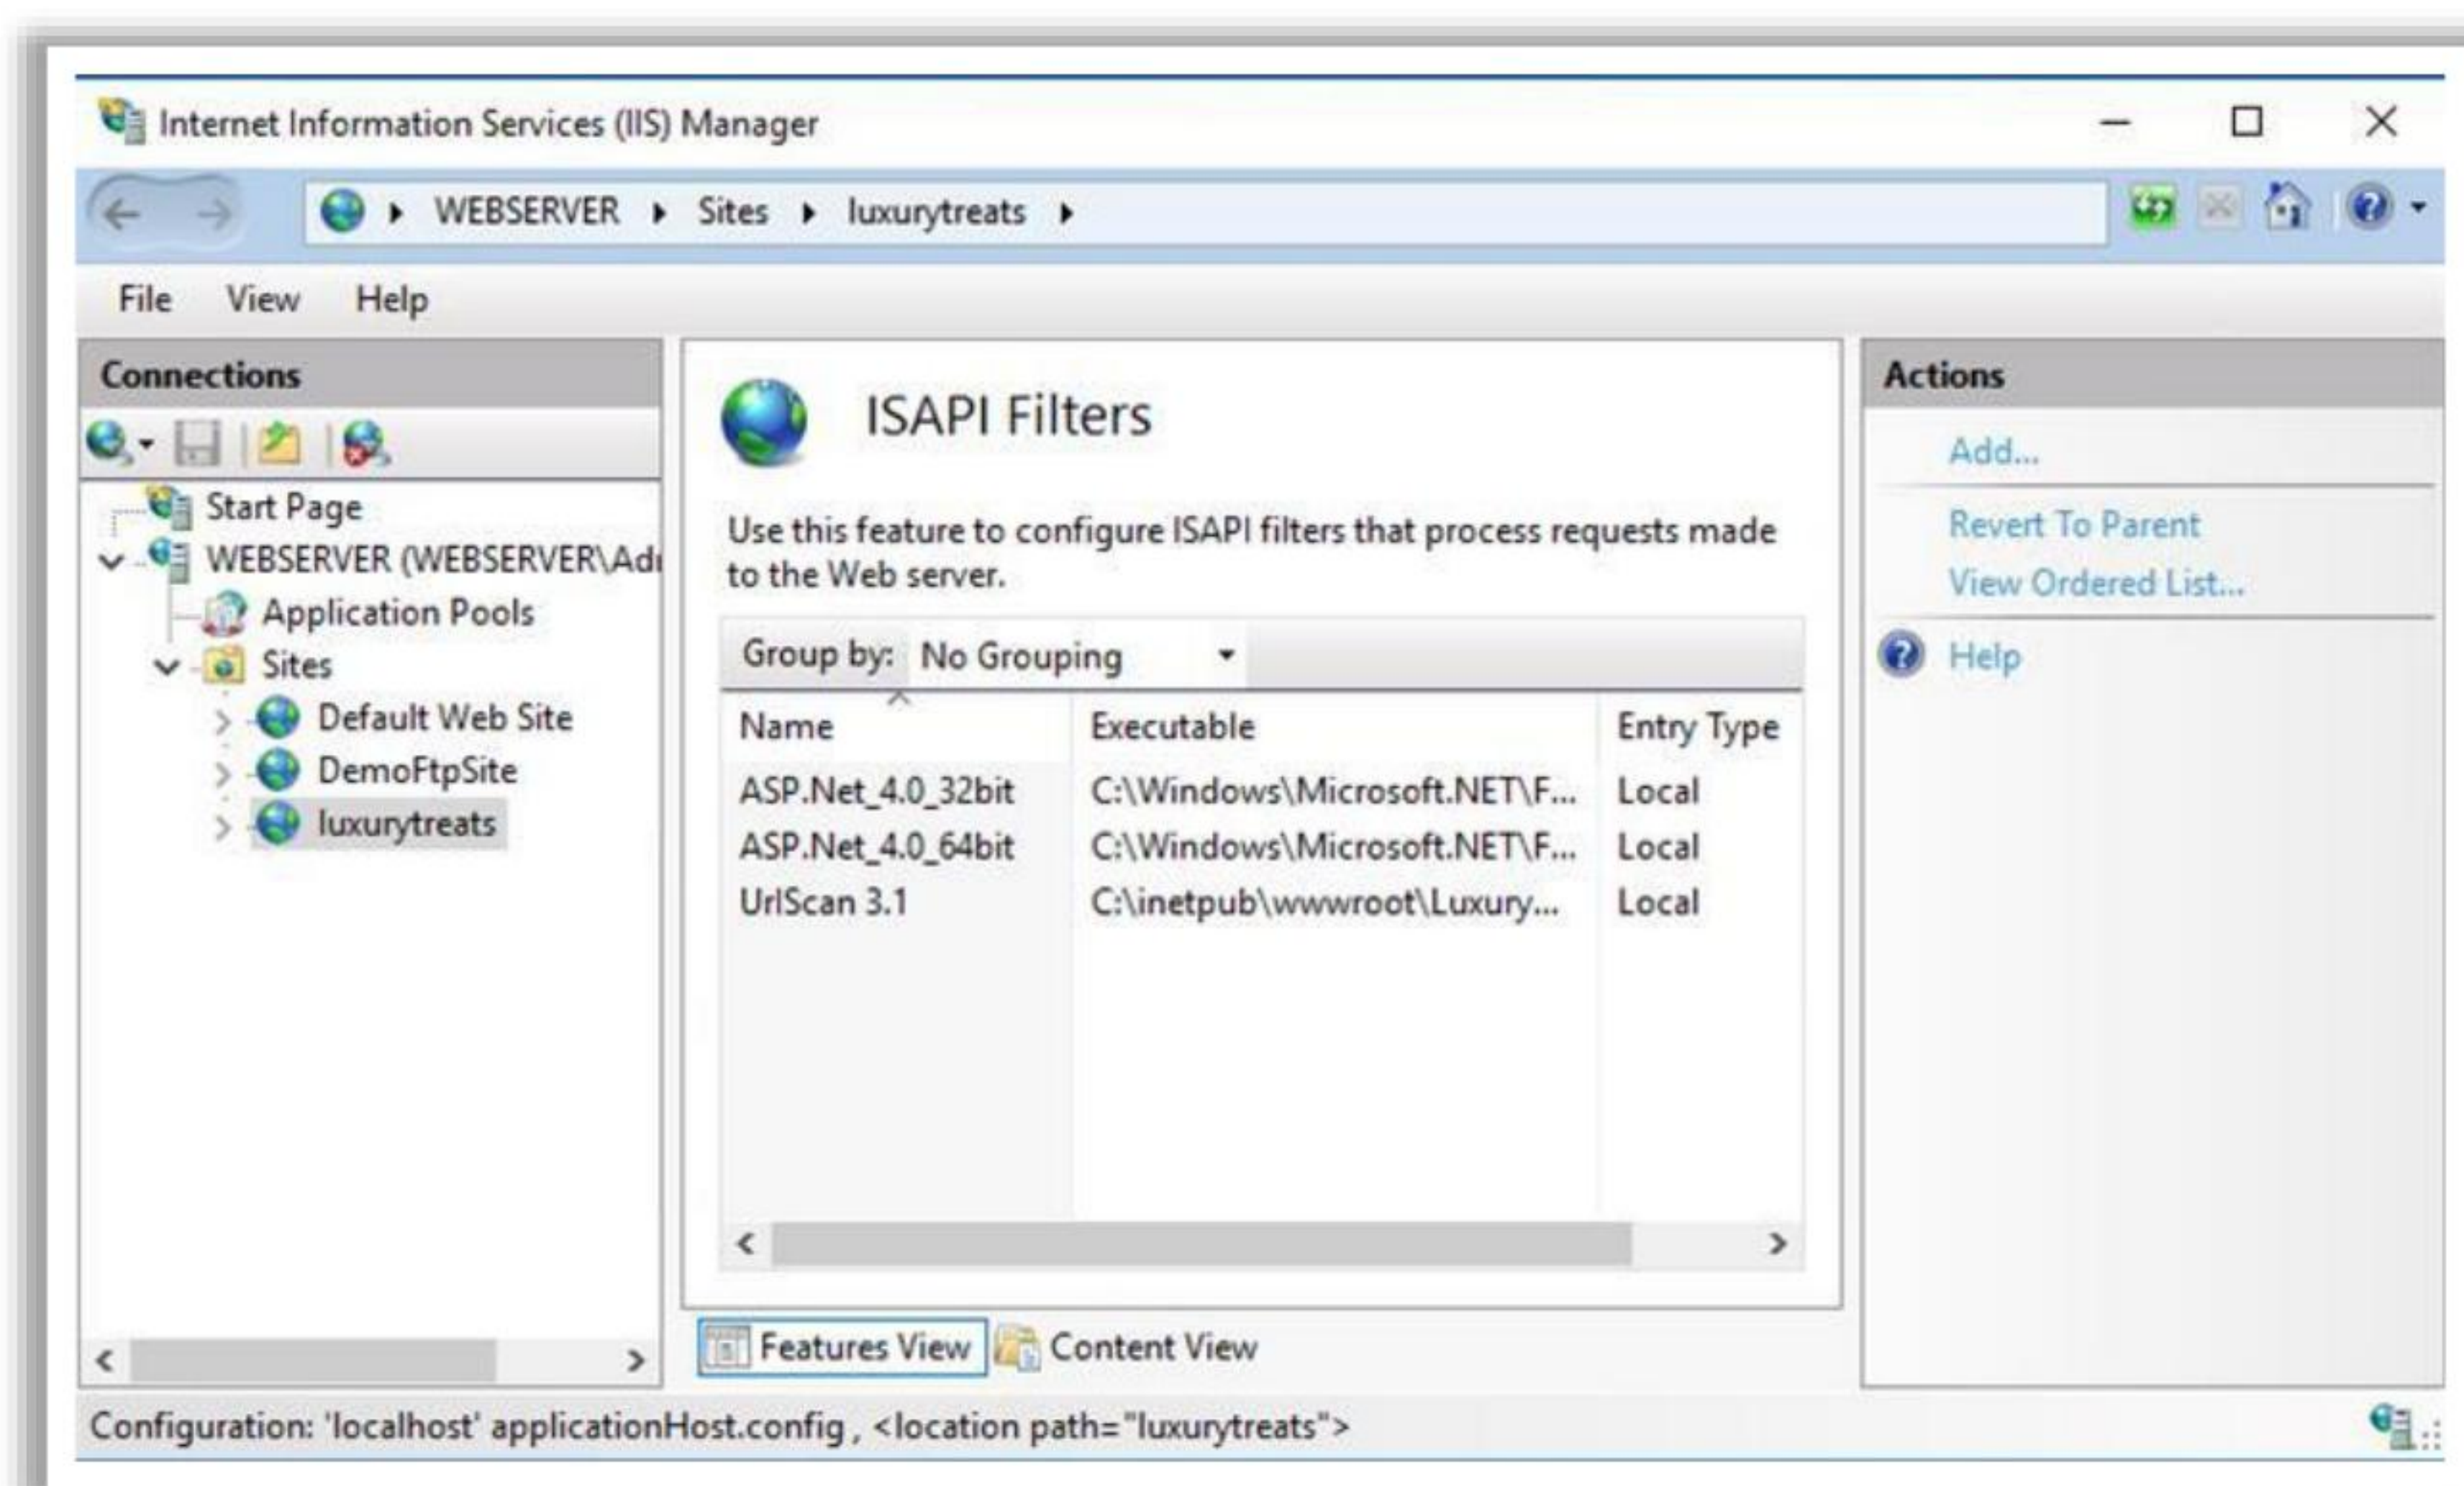 Internet Information Services (IIS) Manager
WEBSERVER Sites luxurytreats
File View Help
Connections
Start Page
WEBSERVER (WEBSERVER\Ad
Application Pools
Sites
Default Web Site
DemoFtpSite
luxurytreats
ISAPI Filters
Use this feature to configure ISAPI filters that process requests made
to the Web server.
Group by: No Grouping
Name Executable Entry Type
ASP.Net_4.0_32bit C:\Windows\Microsoft.NET\F... Local
ASP.Net_4.0_64bit C:\Windows\Microsoft.NET\F... Local
UrlScan 3.1 C:\inetpub\wwwroot\Luxury... Local
Features View Content View
Actions
Add...
Revert To Parent
View Ordered List...
Help
Configuration: 'localhost' applicationHost.config , <location path="luxurytreats">